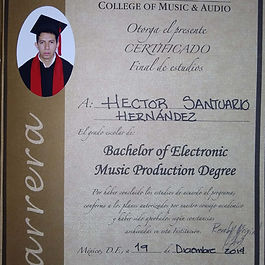 COLLEGE OF MUSIC & AUDIO
Otorga el presente
CERTIFICADO
Final de estudios
A: HECTOR SANTUARIO
HERNÁNDEZ
El grado escolar de:
Bachelor of Electronic
Music Production Degree
Por haber concluido los estudios de acuerdo al programa
conforme a los planes autorizados por nuestro consejo académico
y haber sido aprobados según constancias
archivadas en esta Institución.
México, D.F., a 19 de Diciembre 2014
arrera